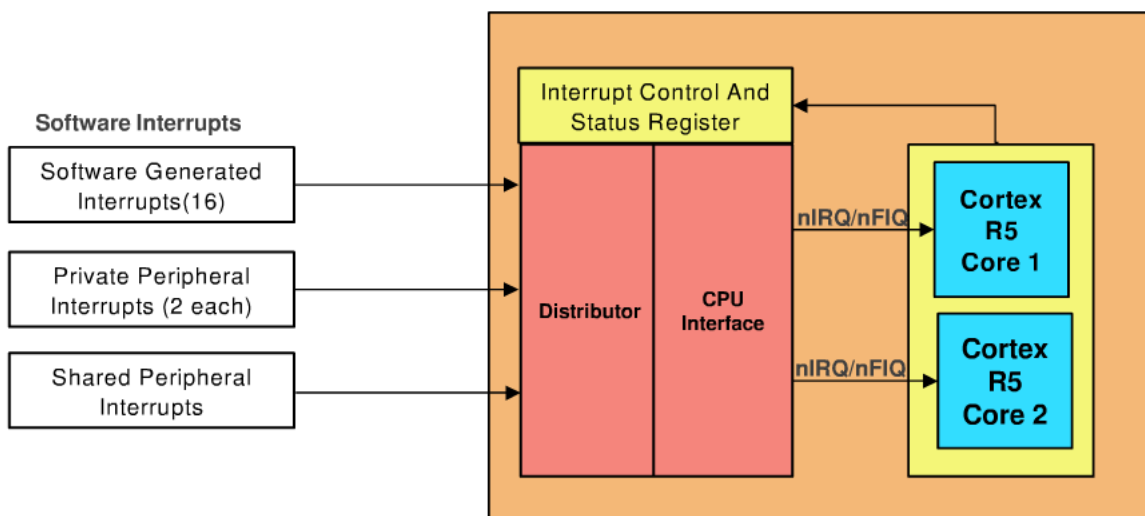 Software Interrupts
Software Generated
Interrupts(16)
Private Peripheral
Interrupts (2 each)
Shared Peripheral
Interrupts
Interrupt Control And
Status Register
Distributor
CPU
Interface
nIRQ/nFIQ
nIRQ/nFIQ
Cortex
R5
Core 1
Cortex
R5
Core 2